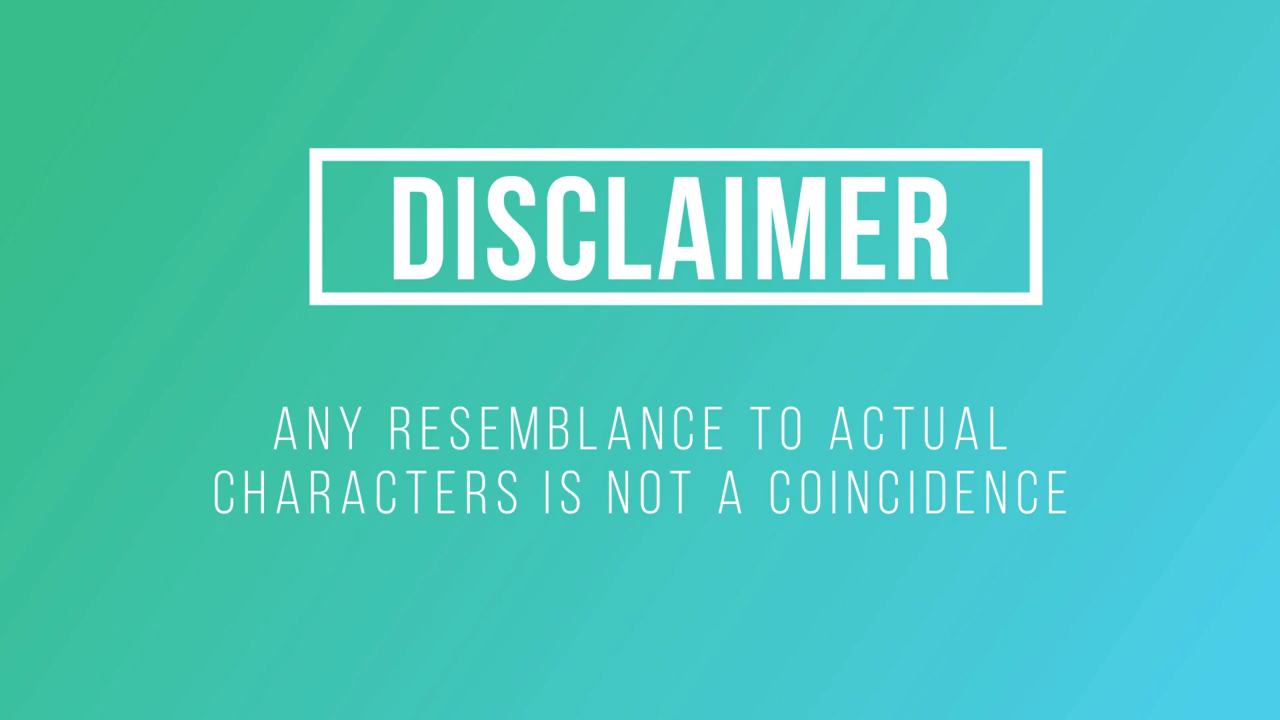 DISCLAIMER
ANY RESEMBLANCE TO ACTUAL
CHARACTERS IS NOT A COINCIDENCE